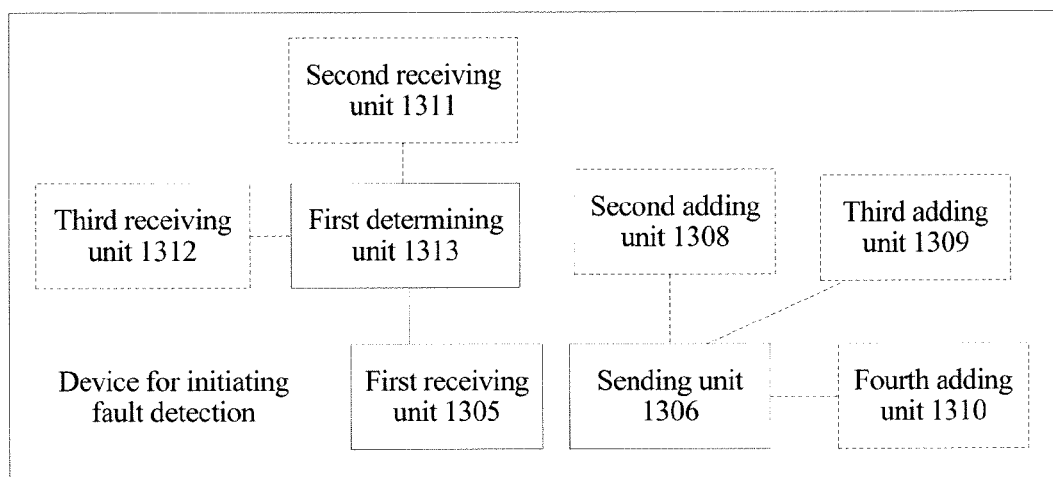 Second receiving
unit 1311
Third receiving
unit 1312
First determining
unit 1313
Second adding
unit 1308
Third adding
unit 1309
Device for initiating
fault detection
First receiving
unit 1305
Sending unit
1306
Fourth adding
unit 1310